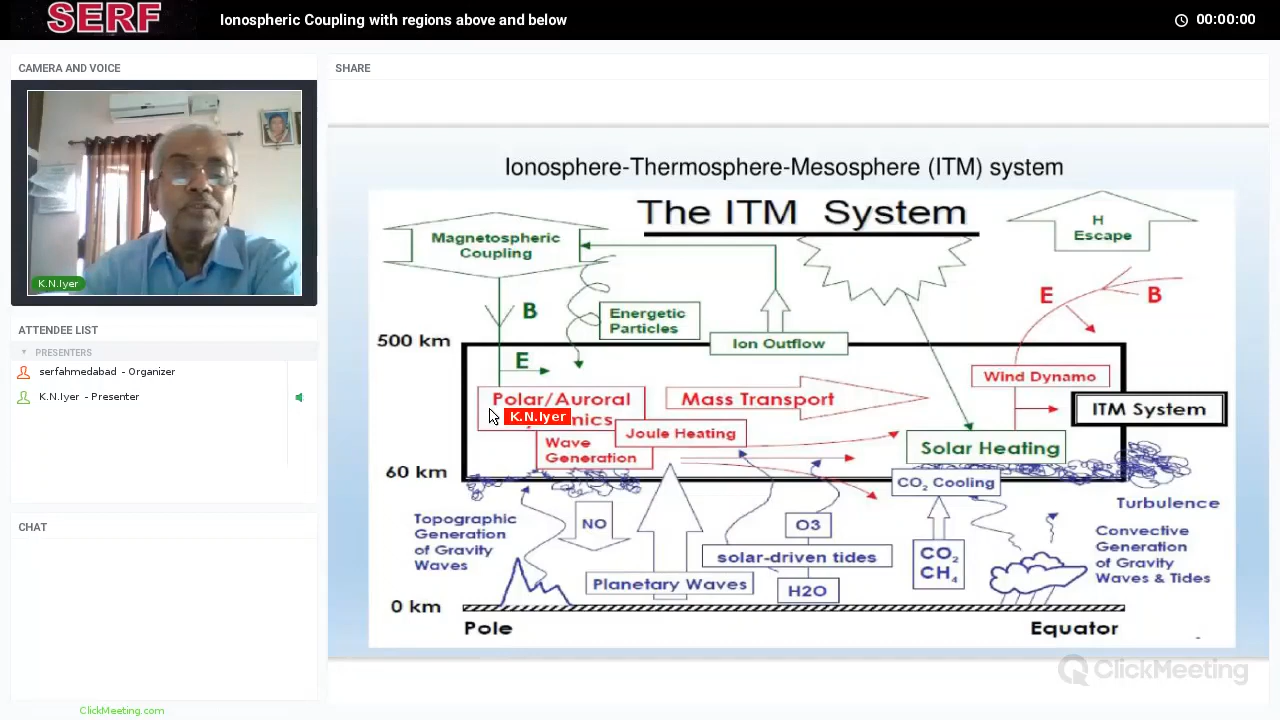 SERF
Ionospheric Coupling with regions above and below
00:00:00
CAMERA AND VOICE
K.N.Iyer
ATTENDEE LIST
PRESENTERS
serfahmedabad - Organizer
K.N.Iyer - Presenter
CHAT
ClickMeeting.com
SHARE
Ionosphere-Thermosphere-Mesosphere (ITM) system
The ITM System
Magnetospheric
Coupling
H
Escape
B
E
B
Energetic
Particles
500 km
Ion Outflow
E
Wind Dynamo
Polar/Auroral
K.N.Iyer
Mass Transport
ITM System
Joule Heating
Wave
Generation
Solar Heating
60 km
CO₂ Cooling
Turbulence
Topographic
Generation
of Gravity
Waves
NO
O3
solar-driven tides
Planetary Waves
H2O
CO₂
CH₄
Convective
Generation
of Gravity
Waves & Tides
0 km
Pole
Equator
ClickMeeting